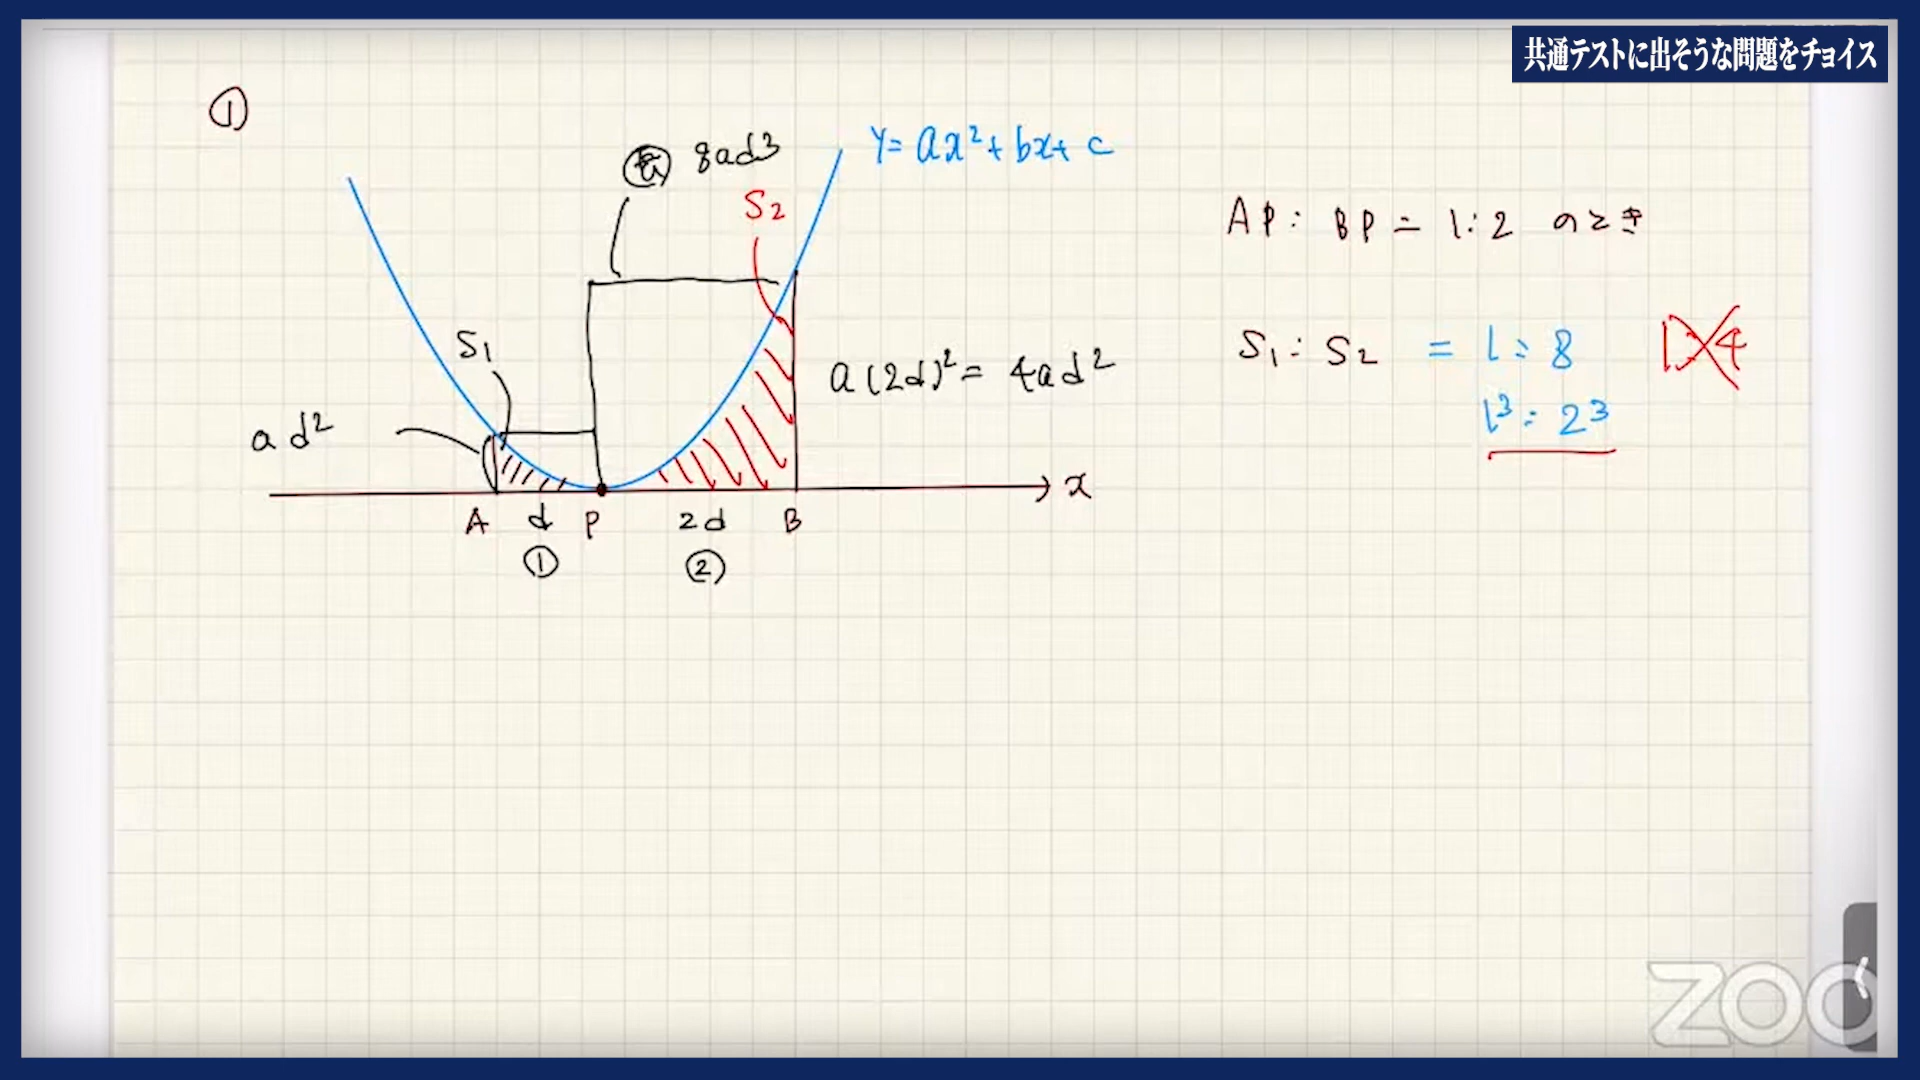 共通テストに出そうな問題をチョイス
①
8ad³
y=ax²+bx+c
S₂
AP:BP=1:2のとき
S₁
S₁:S₂=1:8
1:4
a(2d)²=4ad²
1³:2³
ad²
x
A d P 2d B
① ②
ZOO